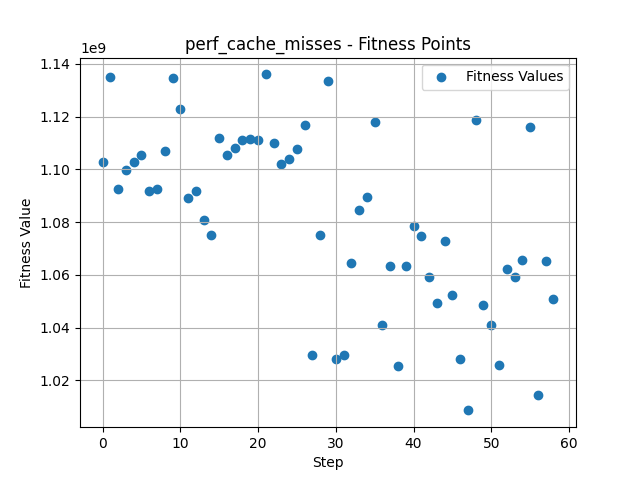 perf_cache_misses - Fitness Points
1e9
Fitness Values
1.14
1.12
1.10
1.08
1.06
1.04
1.02
Fitness Value
0 10 20 30 40 50 60
Step